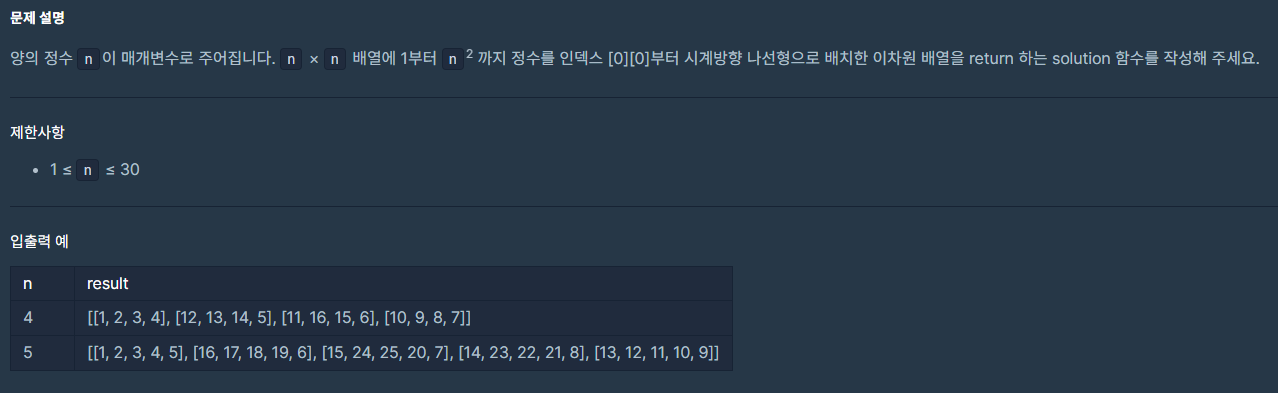 문제 설명
양의 정수 n이 매개변수로 주어집니다. n × n 배열에 1부터 n² 까지 정수를 인덱스 [0][0]부터 시계방향 나선형으로 배치한 이차원 배열을 return 하는 solution 함수를 작성해 주세요.
제한사항
• 1 ≤ n ≤ 30
입출력 예
n result
4 [[1, 2, 3, 4], [12, 13, 14, 5], [11, 16, 15, 6], [10, 9, 8, 7]]
5 [[1, 2, 3, 4, 5], [16, 17, 18, 19, 6], [15, 24, 25, 20, 7], [14, 23, 22, 21, 8], [13, 12, 11, 10, 9]]